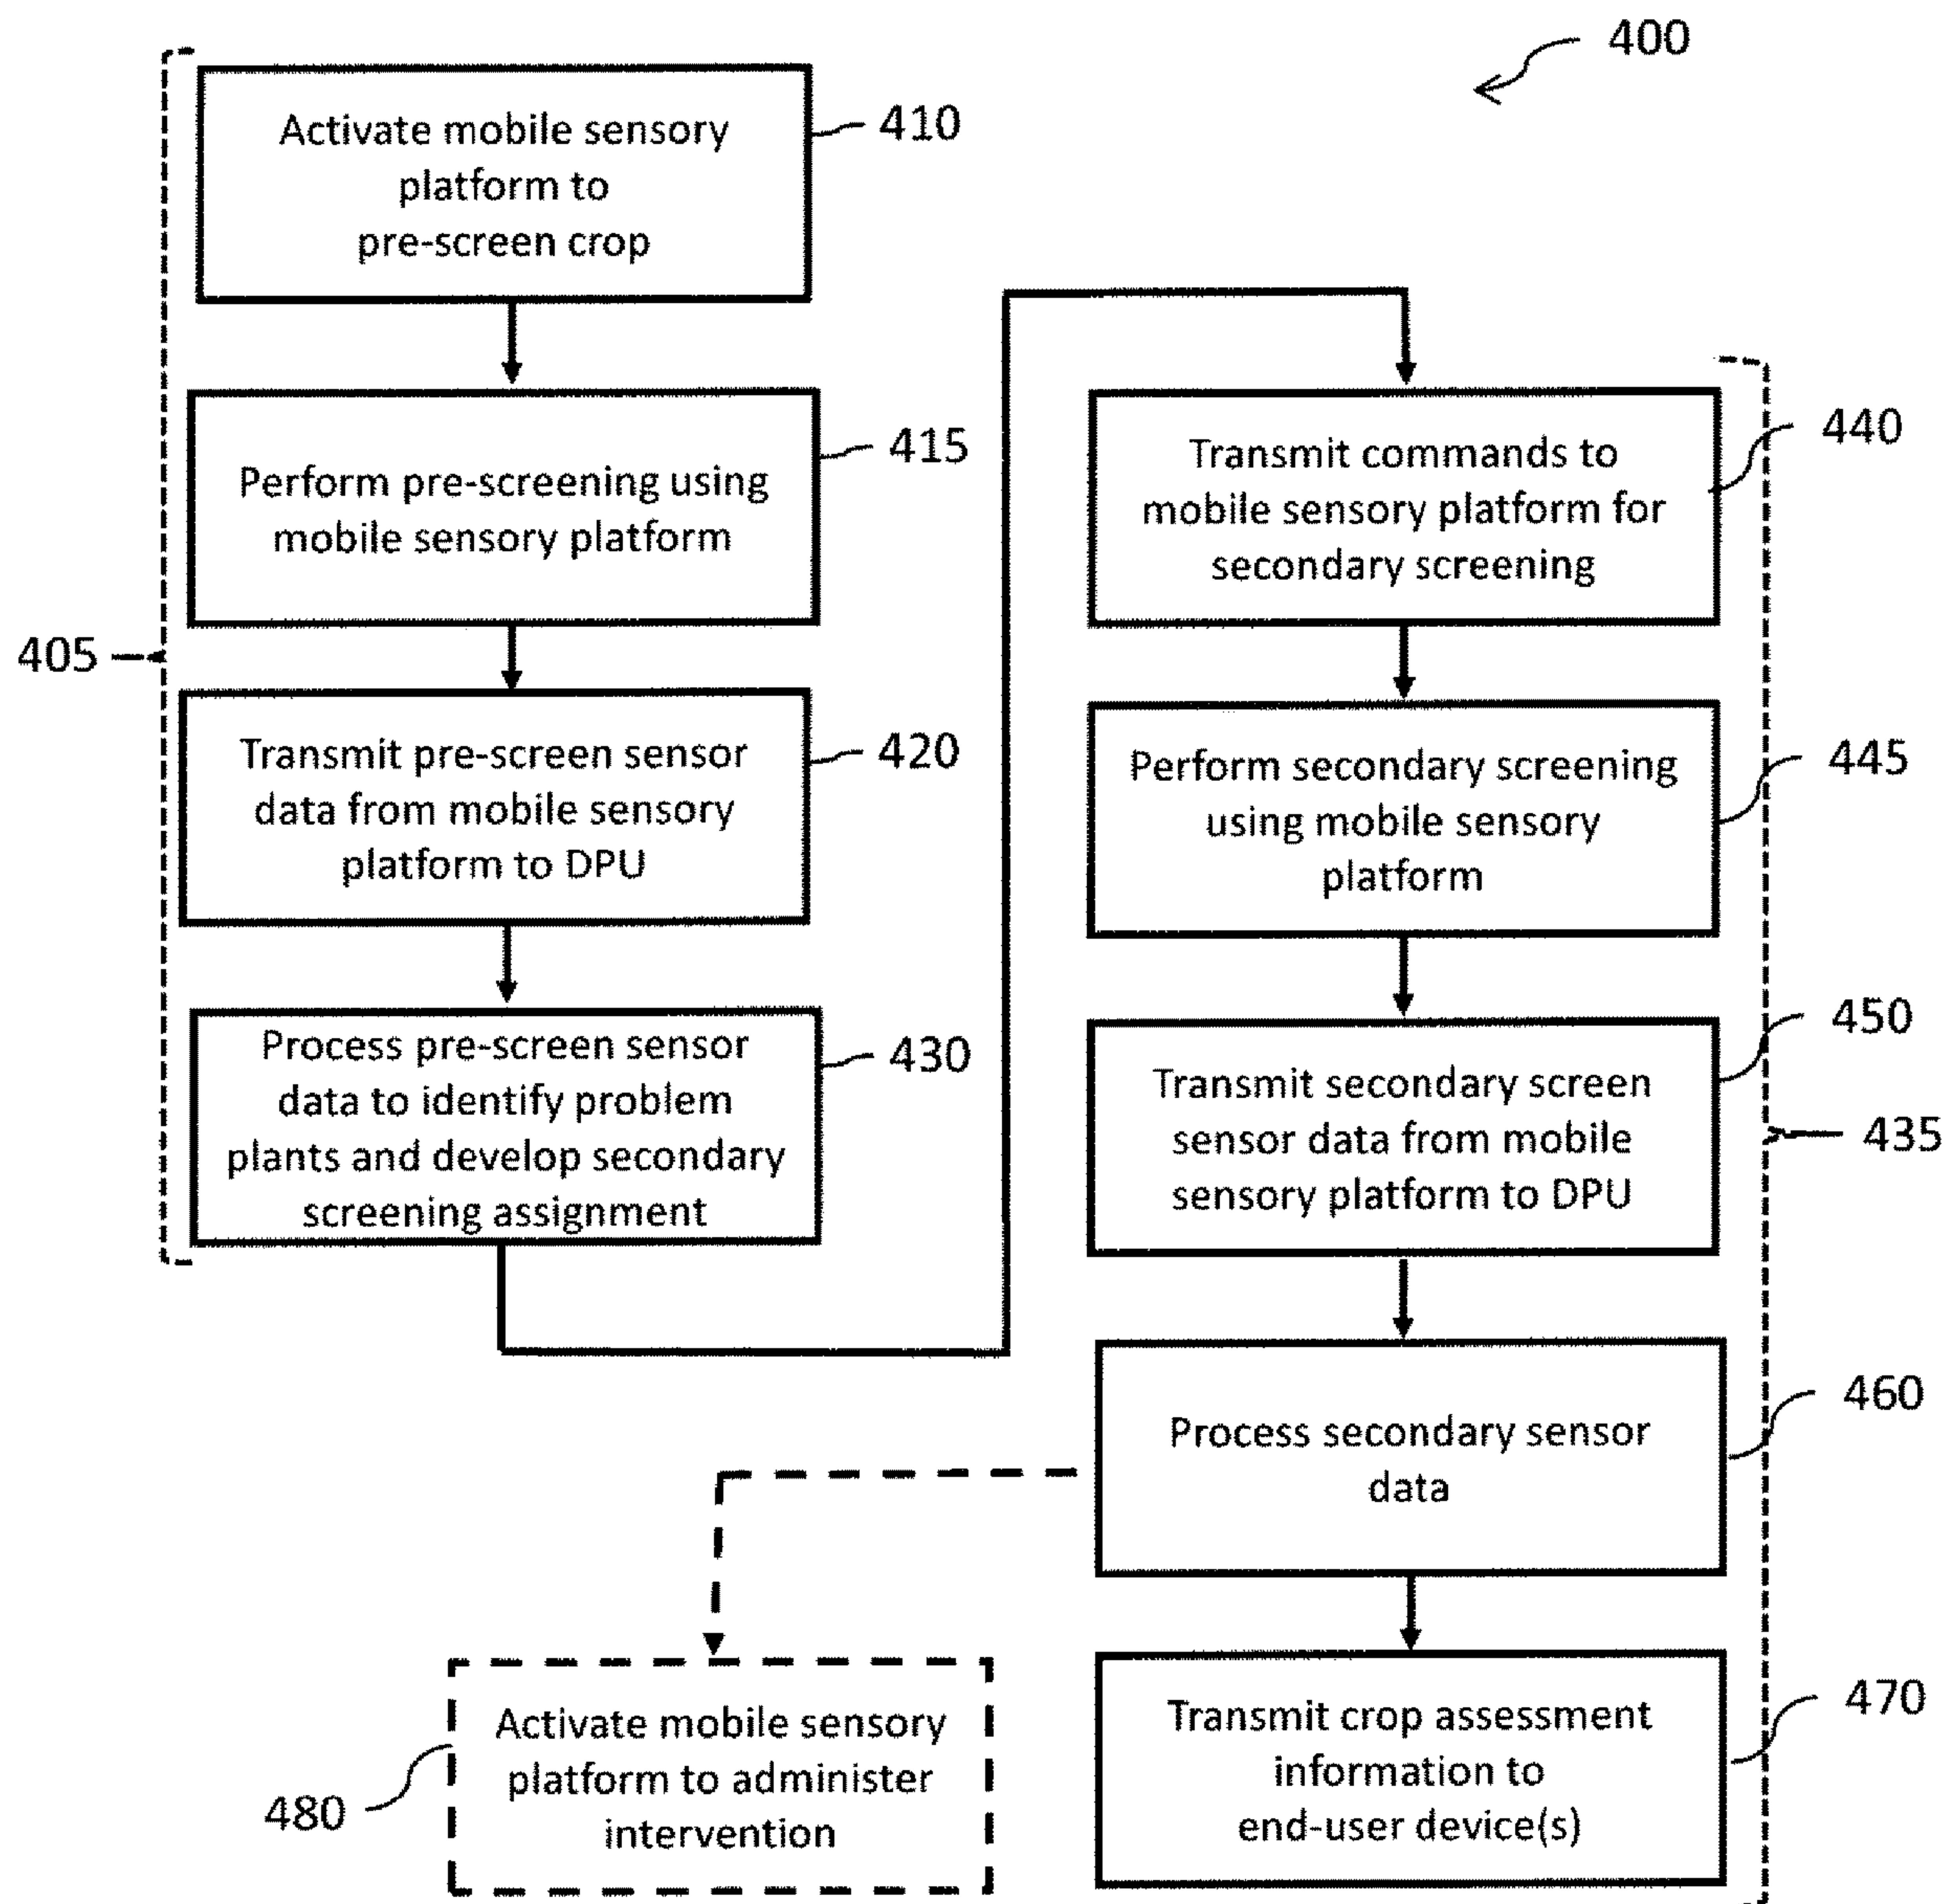 400
Activate mobile sensory
platform to
pre-screen crop
410
Perform pre-screening using
mobile sensory platform
415
405
Transmit pre-screen sensor
data from mobile sensory
platform to DPU
420
Process pre-screen sensor
data to identify problem
plants and develop secondary
screening assignment
430
Transmit commands to
mobile sensory platform for
secondary screening
440
Perform secondary screening
using mobile sensory
platform
445
Transmit secondary screen
sensor data from mobile
sensory platform to DPU
450
435
Process secondary sensor
data
460
Transmit crop assessment
information to
end-user device(s)
470
Activate mobile sensory
platform to administer
intervention
480